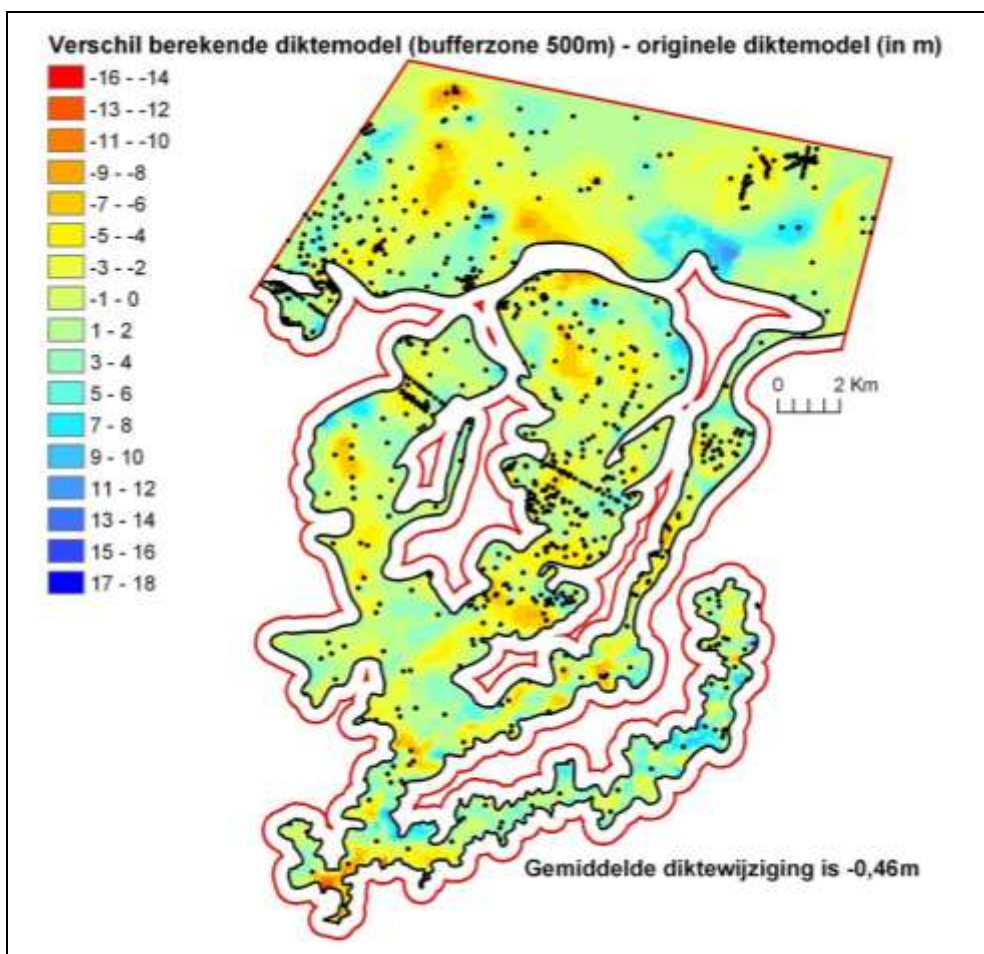 Verschil berekende diktemodel (bufferzone 500m) - originele diktemodel (in m)
-16 - -14
-13 - -12
-11 - -10
-9 - -8
-7 - -6
-5 - -4
-3 - -2
-1 - 0
1 - 2
3 - 4
5 - 6
7 - 8
9 - 10
11 - 12
13 - 14
15 - 16
17 - 18
0 2 Km
Gemiddelde diktewijziging is -0,46m